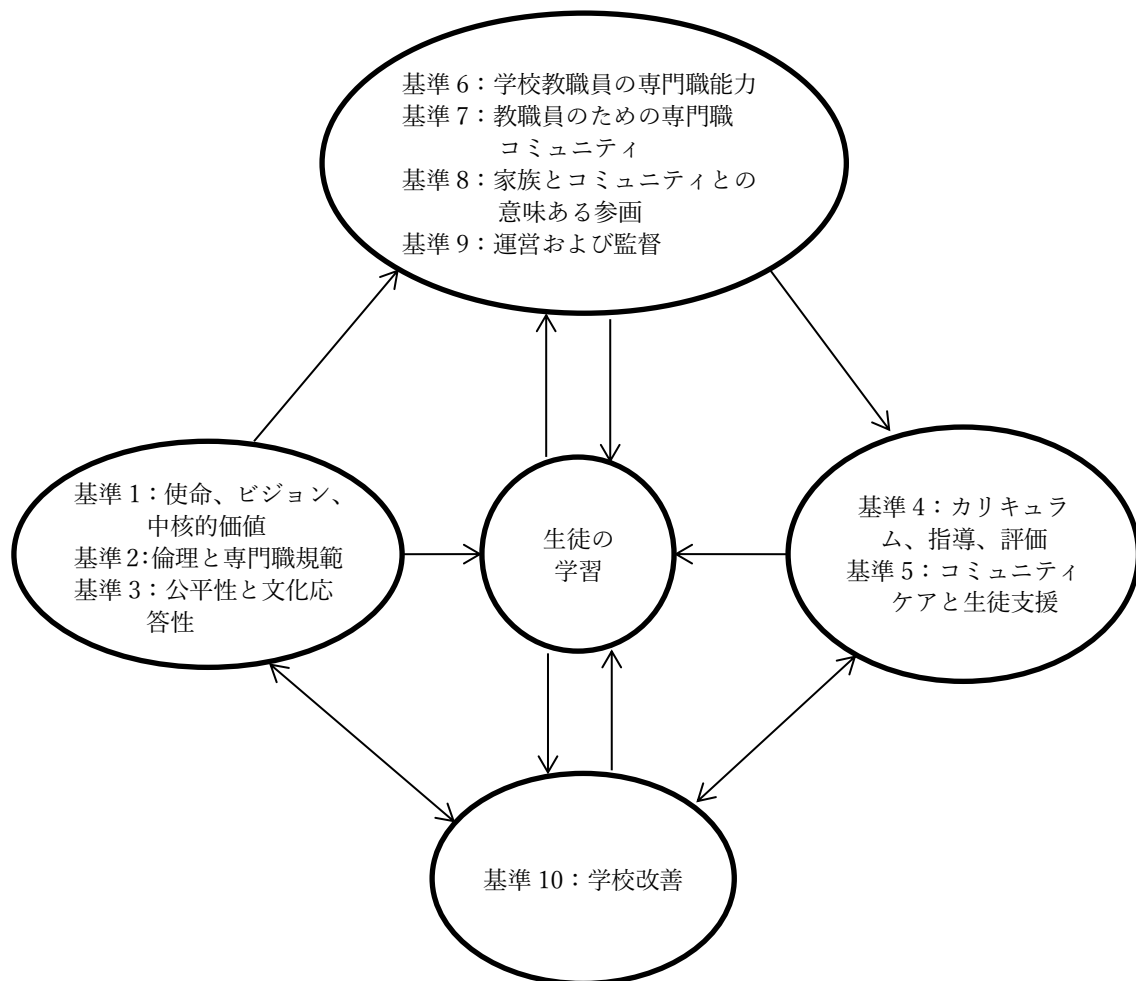 基準 6：学校教職員の専門職能力
基準 7：教職員のための専門職
コミュニティ
基準 8：家族とコミュニティとの
意味ある参画
基準 9：運営および監督
基準 1：使命、ビジョン、
中核的価値
基準 2:倫理と専門職規範
基準 3：公平性と文化応
答性
生徒の
学習
基準 4：カリキュラ
ム、指導、評価
基準 5：コミュニティ
ケアと生徒支援
基準 10：学校改善